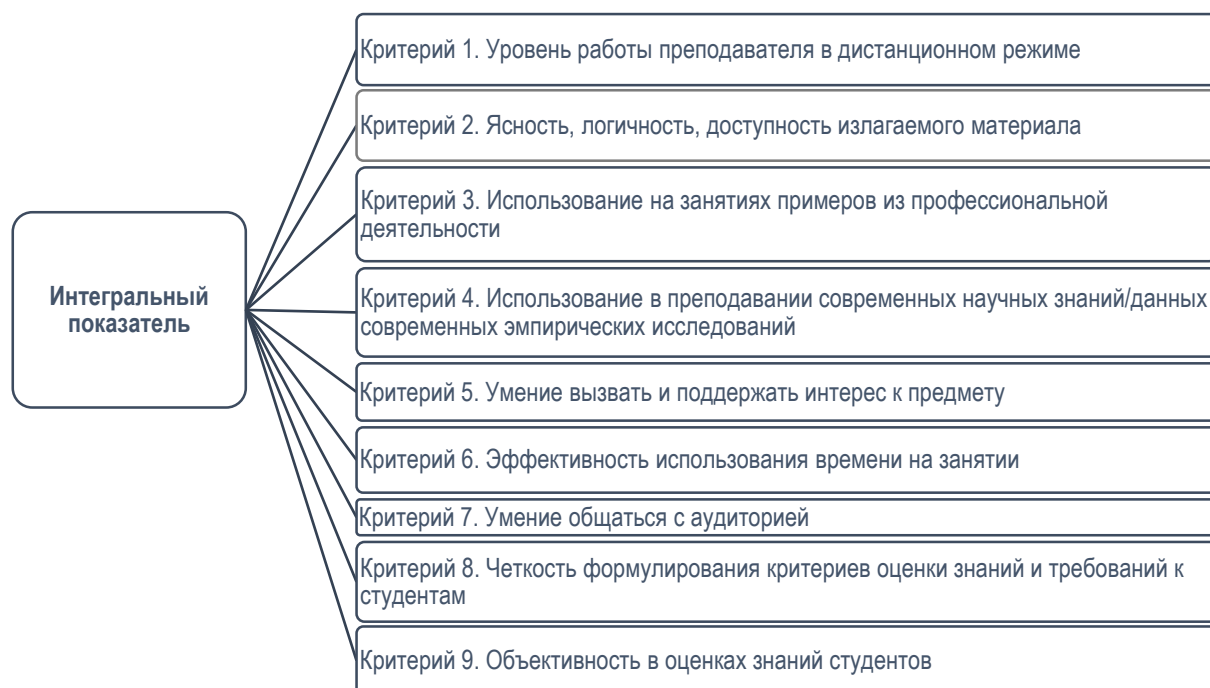 Интегральный
показатель
Критерий 1. Уровень работы преподавателя в дистанционном режиме
Критерий 2. Ясность, логичность, доступность излагаемого материала
Критерий 3. Использование на занятиях примеров из профессиональной
деятельности
Критерий 4. Использование в преподавании современных научных знаний/данных
современных эмпирических исследований
Критерий 5. Умение вызвать и поддержать интерес к предмету
Критерий 6. Эффективность использования времени на занятии
Критерий 7. Умение общаться с аудиторией
Критерий 8. Четкость формулирования критериев оценки знаний и требований к
студентам
Критерий 9. Объективность в оценках знаний студентов